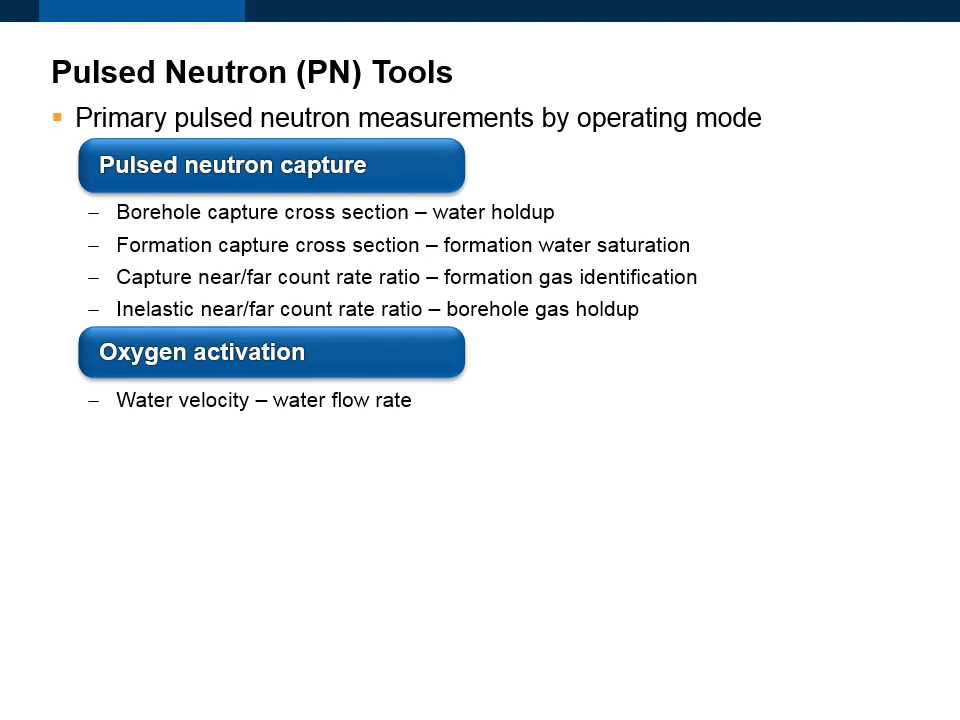 Pulsed Neutron (PN) Tools
Primary pulsed neutron measurements by operating mode
Pulsed neutron capture
– Borehole capture cross section – water holdup
– Formation capture cross section – formation water saturation
– Capture near/far count rate ratio – formation gas identification
– Inelastic near/far count rate ratio – borehole gas holdup
Oxygen activation
– Water velocity – water flow rate